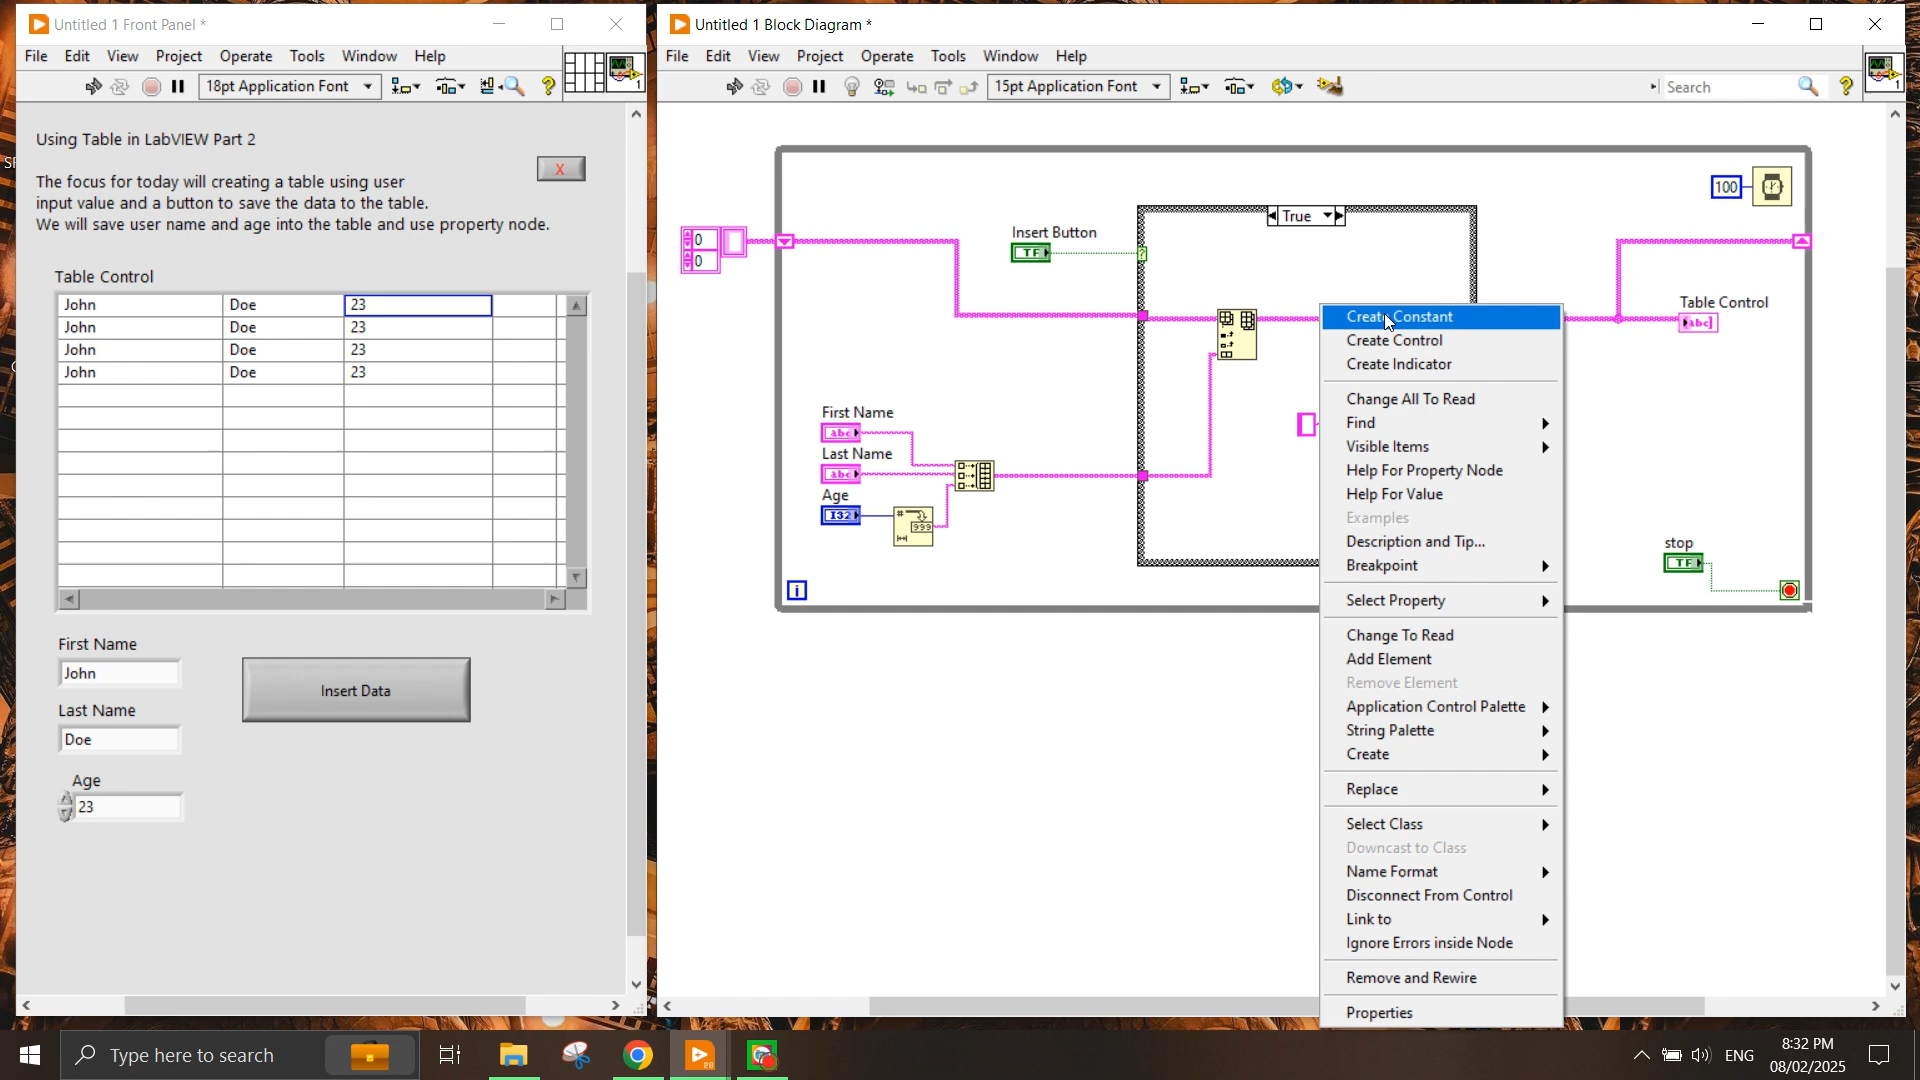 Untitled 1 Front Panel *
File Edit View Project Operate Tools Window Help
18pt Application Font
1
Using Table in LabVIEW Part 2
X
The focus for today will creating a table using user
input value and a button to save the data to the table.
We will save user name and age into the table and use property node.
Table Control
John Doe 23
John Doe 23
John Doe 23
John Doe 23
First Name
John
Insert Data
Last Name
Doe
Age
23
Untitled 1 Block Diagram *
File Edit View Project Operate Tools Window Help
15pt Application Font
Search
1
100
True
Insert Button
TF
?
0
0
Table Control
abc
First Name
abc
Last Name
abc
Age
I32
# 999
i
stop
TF
Create Constant
Create Control
Create Indicator
Change All To Read
Find
Visible Items
Help For Property Node
Help For Value
Examples
Description and Tip...
Breakpoint
Select Property
Change To Read
Add Element
Remove Element
Application Control Palette
String Palette
Create
Replace
Select Class
Downcast to Class
Name Format
Disconnect From Control
Link to
Ignore Errors inside Node
Remove and Rewire
Properties
Type here to search
ENG
8:32 PM
08/02/2025